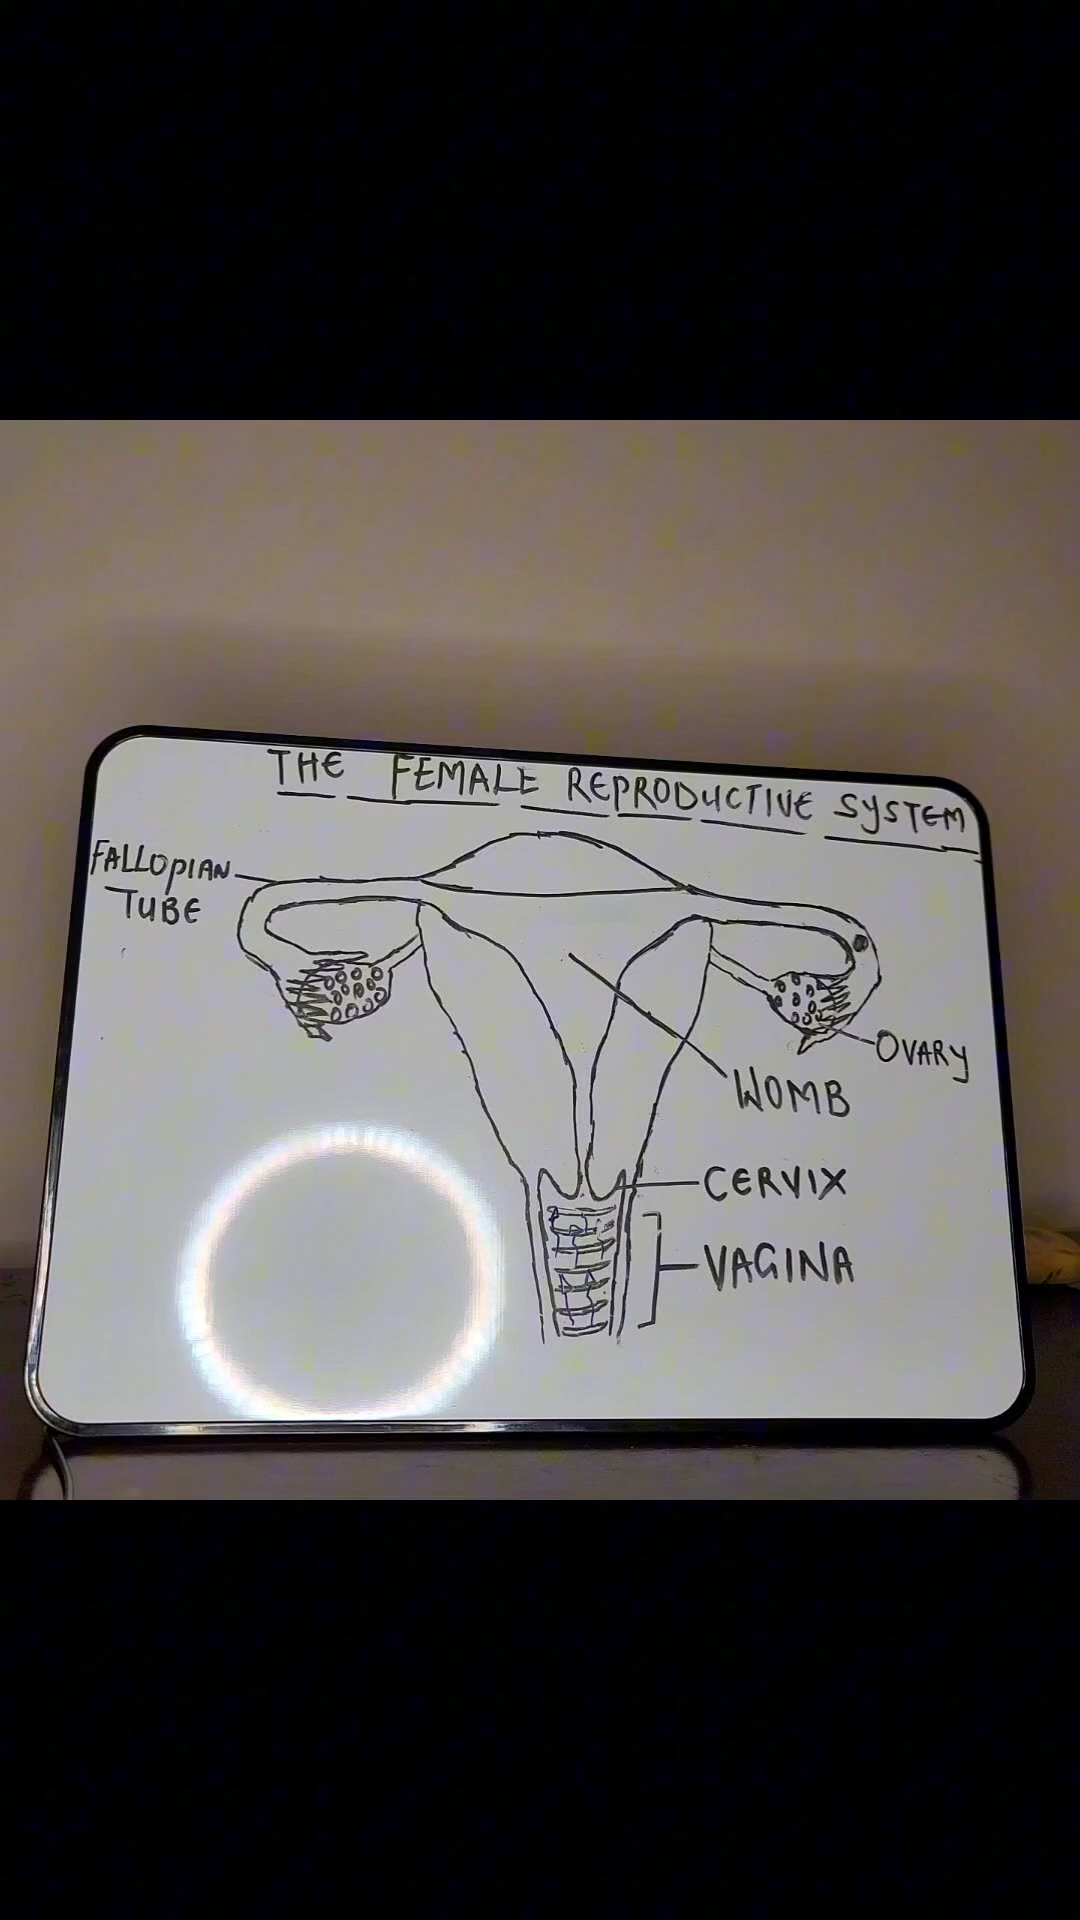 THE FEMALE REPRODUCTIVE SYSTEM
FALLOPIAN
TUBE
OVARY
WOMB
CERVIX
VAGINA